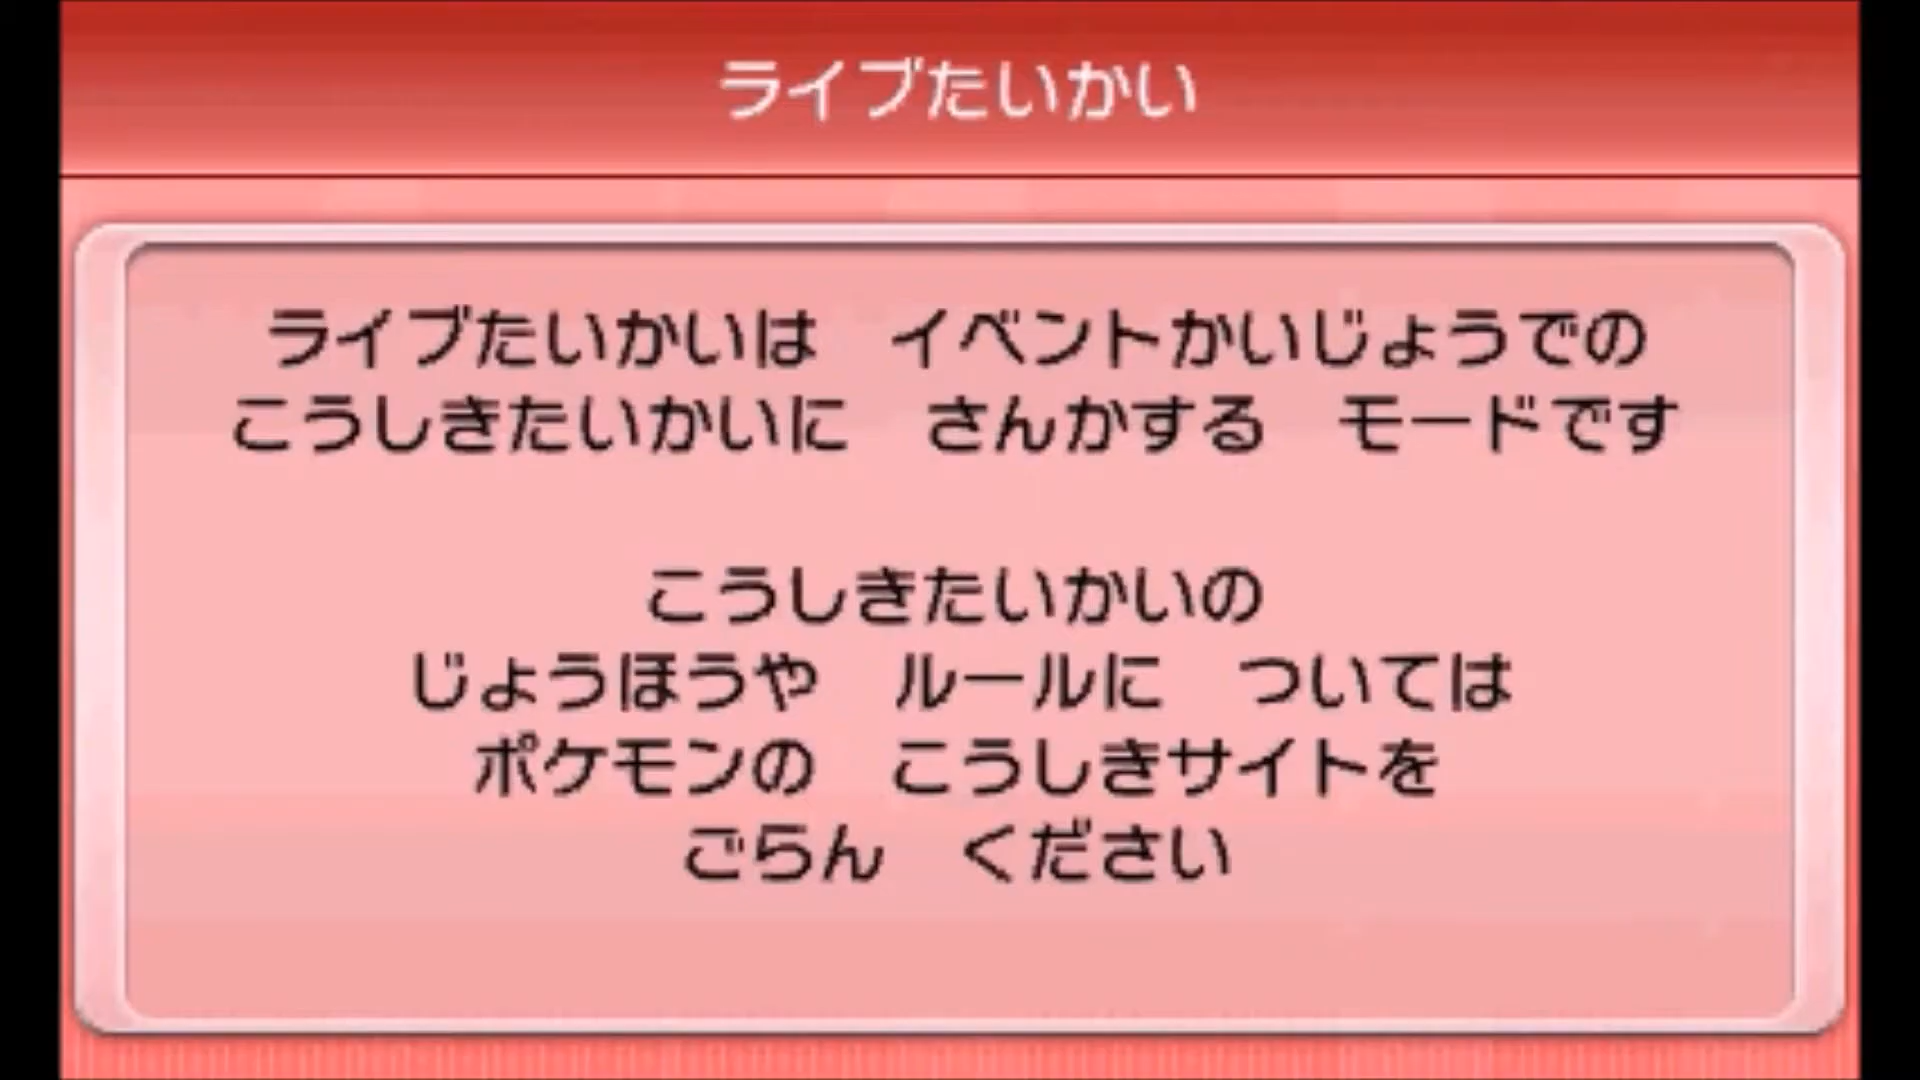 ライブたいかい
ライブたいかいは　イベントかいじょうでの
こうしきたいかいに　さんかする　モードです
こうしきたいかいの
じょうほうや　ルールに　ついては
ポケモンの　こうしきサイトを
ごらん　ください